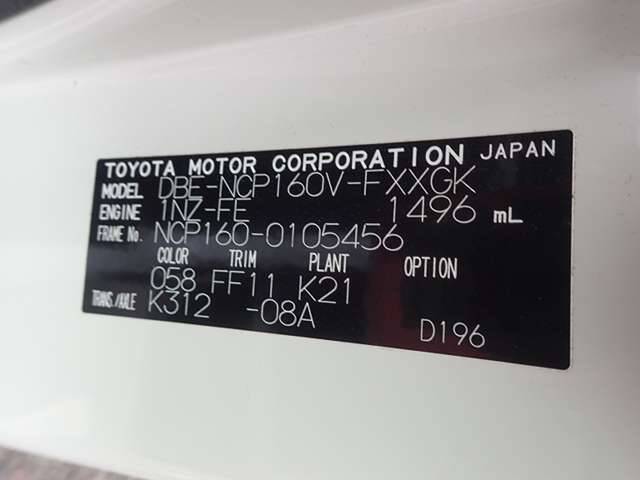 TOYOTA MOTOR CORPORATION JAPAN
MODEL DBE-NCP160V-FXXGK
ENGINE 1NZ-FE 1496 mL
FRAME No. NCP160-0105456
COLOR TRIM PLANT OPTION
058 FF11 K21
TRANS./AXLE K312 -08A
D196